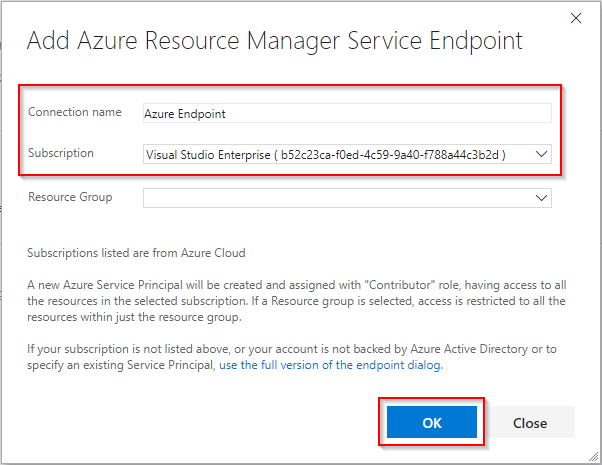 Add Azure Resource Manager Service Endpoint
Connection name
Azure Endpoint
Subscription
Visual Studio Enterprise ( b52c23ca-f0ed-4c59-9a40-f788a44c3b2d )
Resource Group
Subscriptions listed are from Azure Cloud
A new Azure Service Principal will be created and assigned with "Contributor" role, having access to all
the resources in the selected subscription. If a Resource group is selected, access is restricted to all the
resources within just the resource group.
If your subscription is not listed above, or your account is not backed by Azure Active Directory or to
specify an existing Service Principal, use the full version of the endpoint dialog.
OK
Close